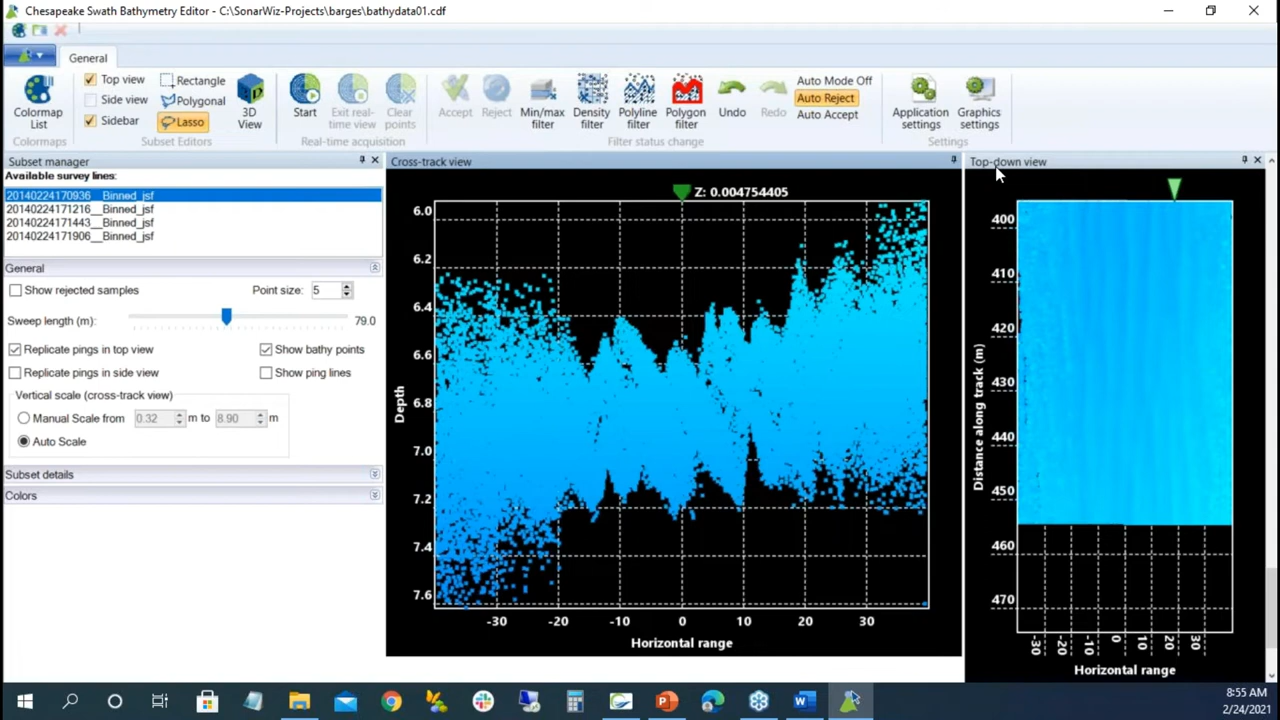 Chesapeake Swath Bathymetry Editor - C:\SonarWiz-Projects\barges\bathydata01.cdf
General
Colormap List
Colormaps
Top view
Side view
Sidebar
Rectangle
Polygonal
Lasso
3D View
Subset Editors
Start
Exit real-time view
Clear points
Real-time acquisition
Accept
Reject
Min/max filter
Density filter
Polyline filter
Polygon filter
Undo
Redo
Auto Mode Off
Auto Reject
Auto Accept
Filter status change
Application settings
Graphics settings
Settings
Subset manager
Available survey lines:
20140224170936__Binned_jsf
20140224171216__Binned_jsf
20140224171443__Binned_jsf
20140224171906__Binned_jsf
General
Show rejected samples
Point size: 5
Sweep length (m): 79.0
Replicate pings in top view
Show bathy points
Replicate pings in side view
Show ping lines
Vertical scale (cross-track view)
Manual Scale from 0.32 m to 8.90 m
Auto Scale
Subset details
Colors
Cross-track view
Z: 0.004754405
6.0
6.2
6.4
6.6
6.8
7.0
7.2
7.4
7.6
Depth
-30 -20 -10 0 10 20 30
Horizontal range
Top-down view
400
410
420
430
440
450
460
470
Distance along track (m)
-30 -20 -10 0 10 20 30
Horizontal range
8:55 AM
2/24/2021